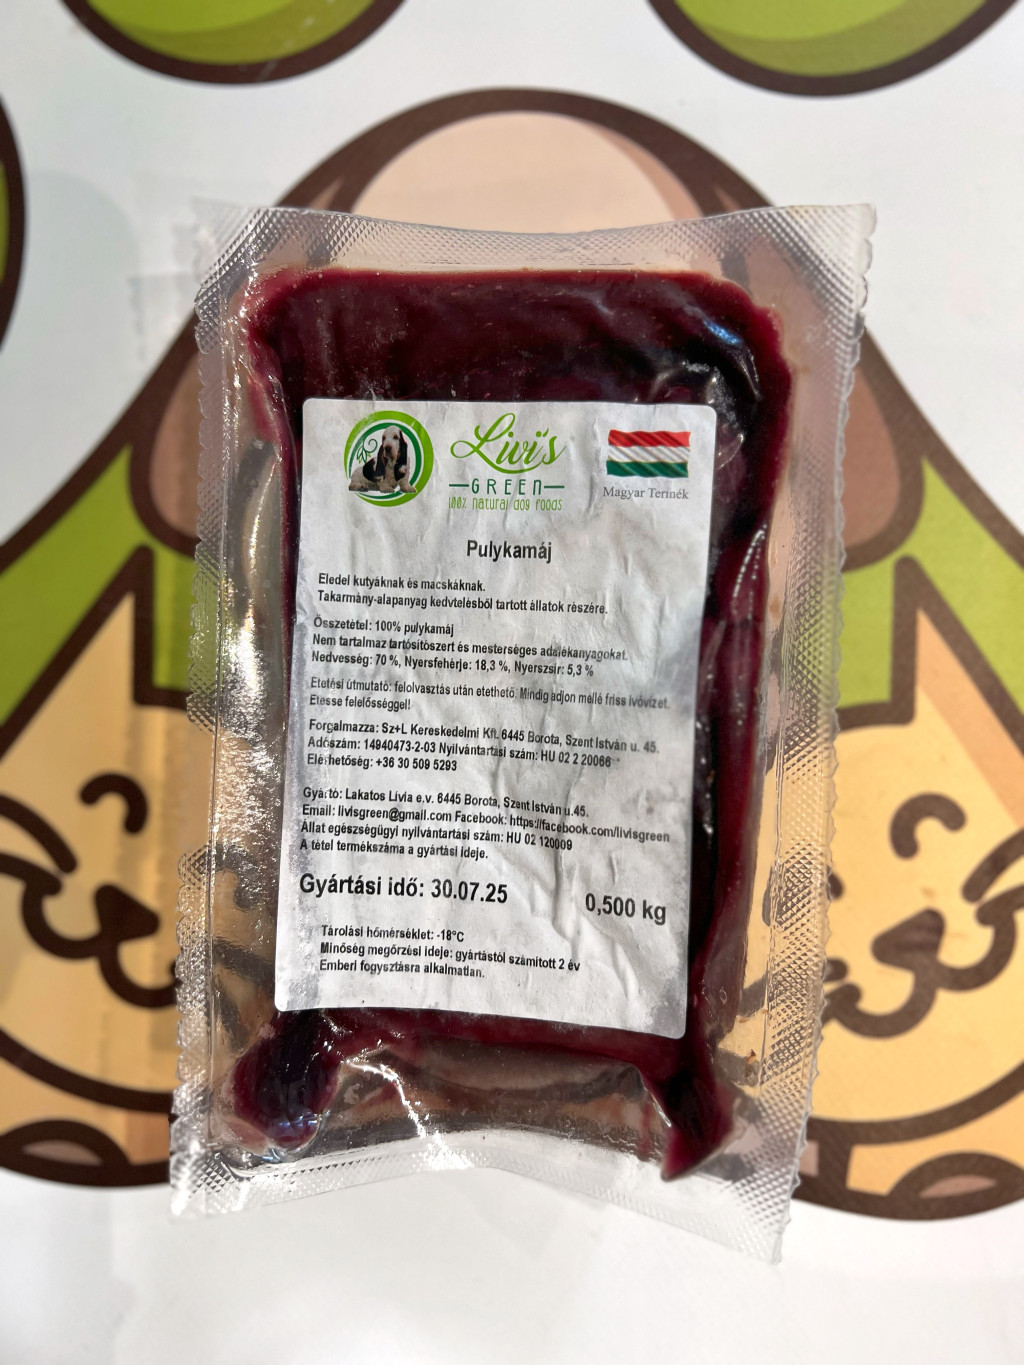 Livi's
GREEN
100% natural dog foods
Magyar Termék
Pulykamáj
Eledel kutyáknak és macskáknak.
Takarmány-alapanyag kedvtelésből tartott állatok részére.
Összetétel: 100% pulykamáj
Nem tartalmaz tartósítószert és mesterséges adalékanyagokat.
Nedvesség: 70 %, Nyersfehérje: 18,3 %, Nyerszsír: 5,3 %
Etetési útmutató: felolvasztás után etethető. Mindig adjon mellé friss ivóvizet.
Etesse felelősséggel!
Forgalmazza: Sz+L Kereskedelmi Kft. 6445 Borota, Szent István u. 45.
Adószám: 14940473-2-03 Nyilvántartási szám: HU 02 2 20066
Elérhetőség: +36 30 509 5293
Gyártó: Lakatos Lívia e.v. 6445 Borota, Szent István u.45.
Email: livisgreen@gmail.com Facebook: https://facebook.com/livisgreen
Állat egészségügyi nyilvántartási szám: HU 02 120009
A tétel termékszáma a gyártási ideje.
Gyártási idő: 30.07.25
0,500 kg
Tárolási hőmérséklet: -18°C
Minőség megőrzési ideje: gyártástól számított 2 év
Emberi fogysztásra alkalmatlan.